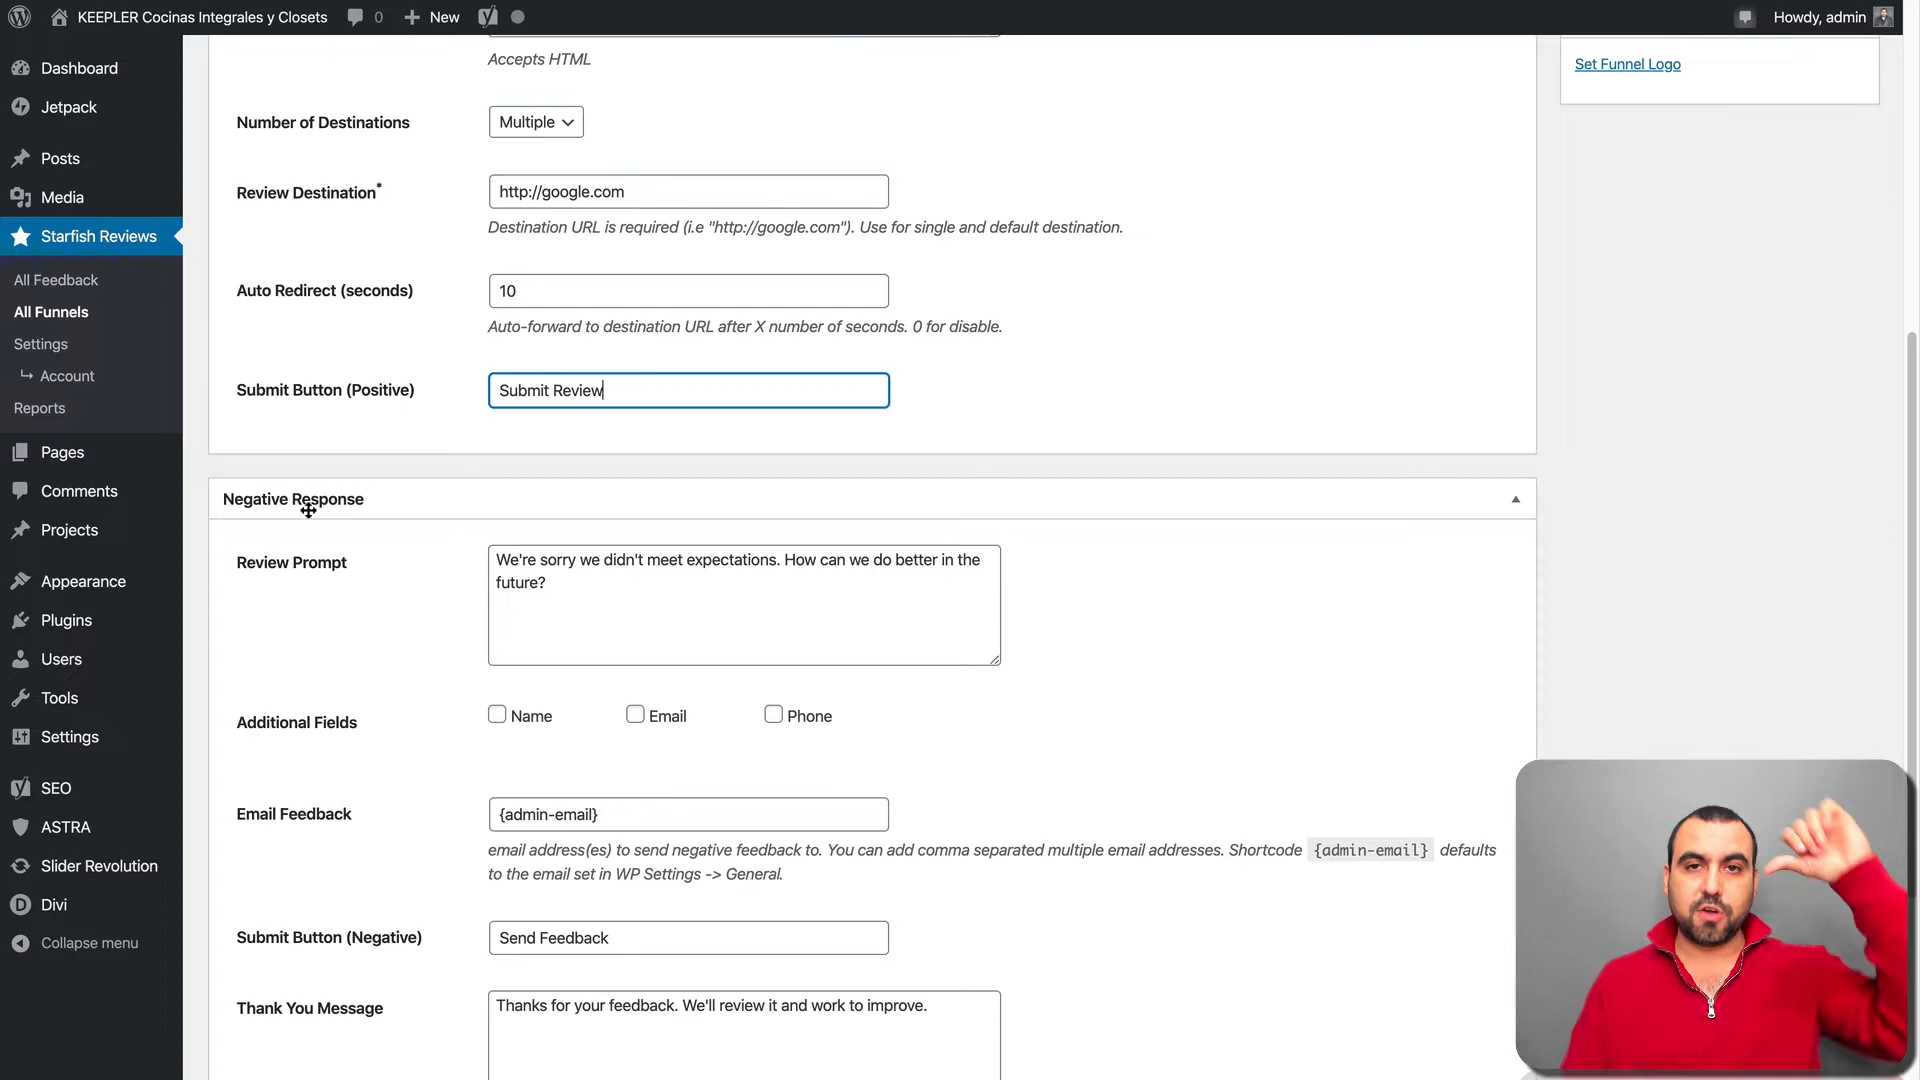 KEEPLER Cocinas Integrales y Closets
0
New
Howdy, admin
Dashboard
Jetpack
Posts
Media
Starfish Reviews
All Feedback
All Funnels
Settings
Account
Reports
Pages
Comments
Projects
Appearance
Plugins
Users
Tools
Settings
SEO
ASTRA
Slider Revolution
Divi
Collapse menu
Accepts HTML
Number of Destinations
Multiple
Review Destination*
http://google.com
Destination URL is required (i.e "http://google.com"). Use for single and default destination.
Auto Redirect (seconds)
10
Auto-forward to destination URL after X number of seconds. 0 for disable.
Submit Button (Positive)
Submit Review
Negative Response
Review Prompt
We're sorry we didn't meet expectations. How can we do better in the
future?
Additional Fields
Name
Email
Phone
Email Feedback
{admin-email}
email address(es) to send negative feedback to. You can add comma separated multiple email addresses. Shortcode {admin-email} defaults
to the email set in WP Settings -> General.
Submit Button (Negative)
Send Feedback
Thank You Message
Thanks for your feedback. We'll review it and work to improve.
Set Funnel Logo